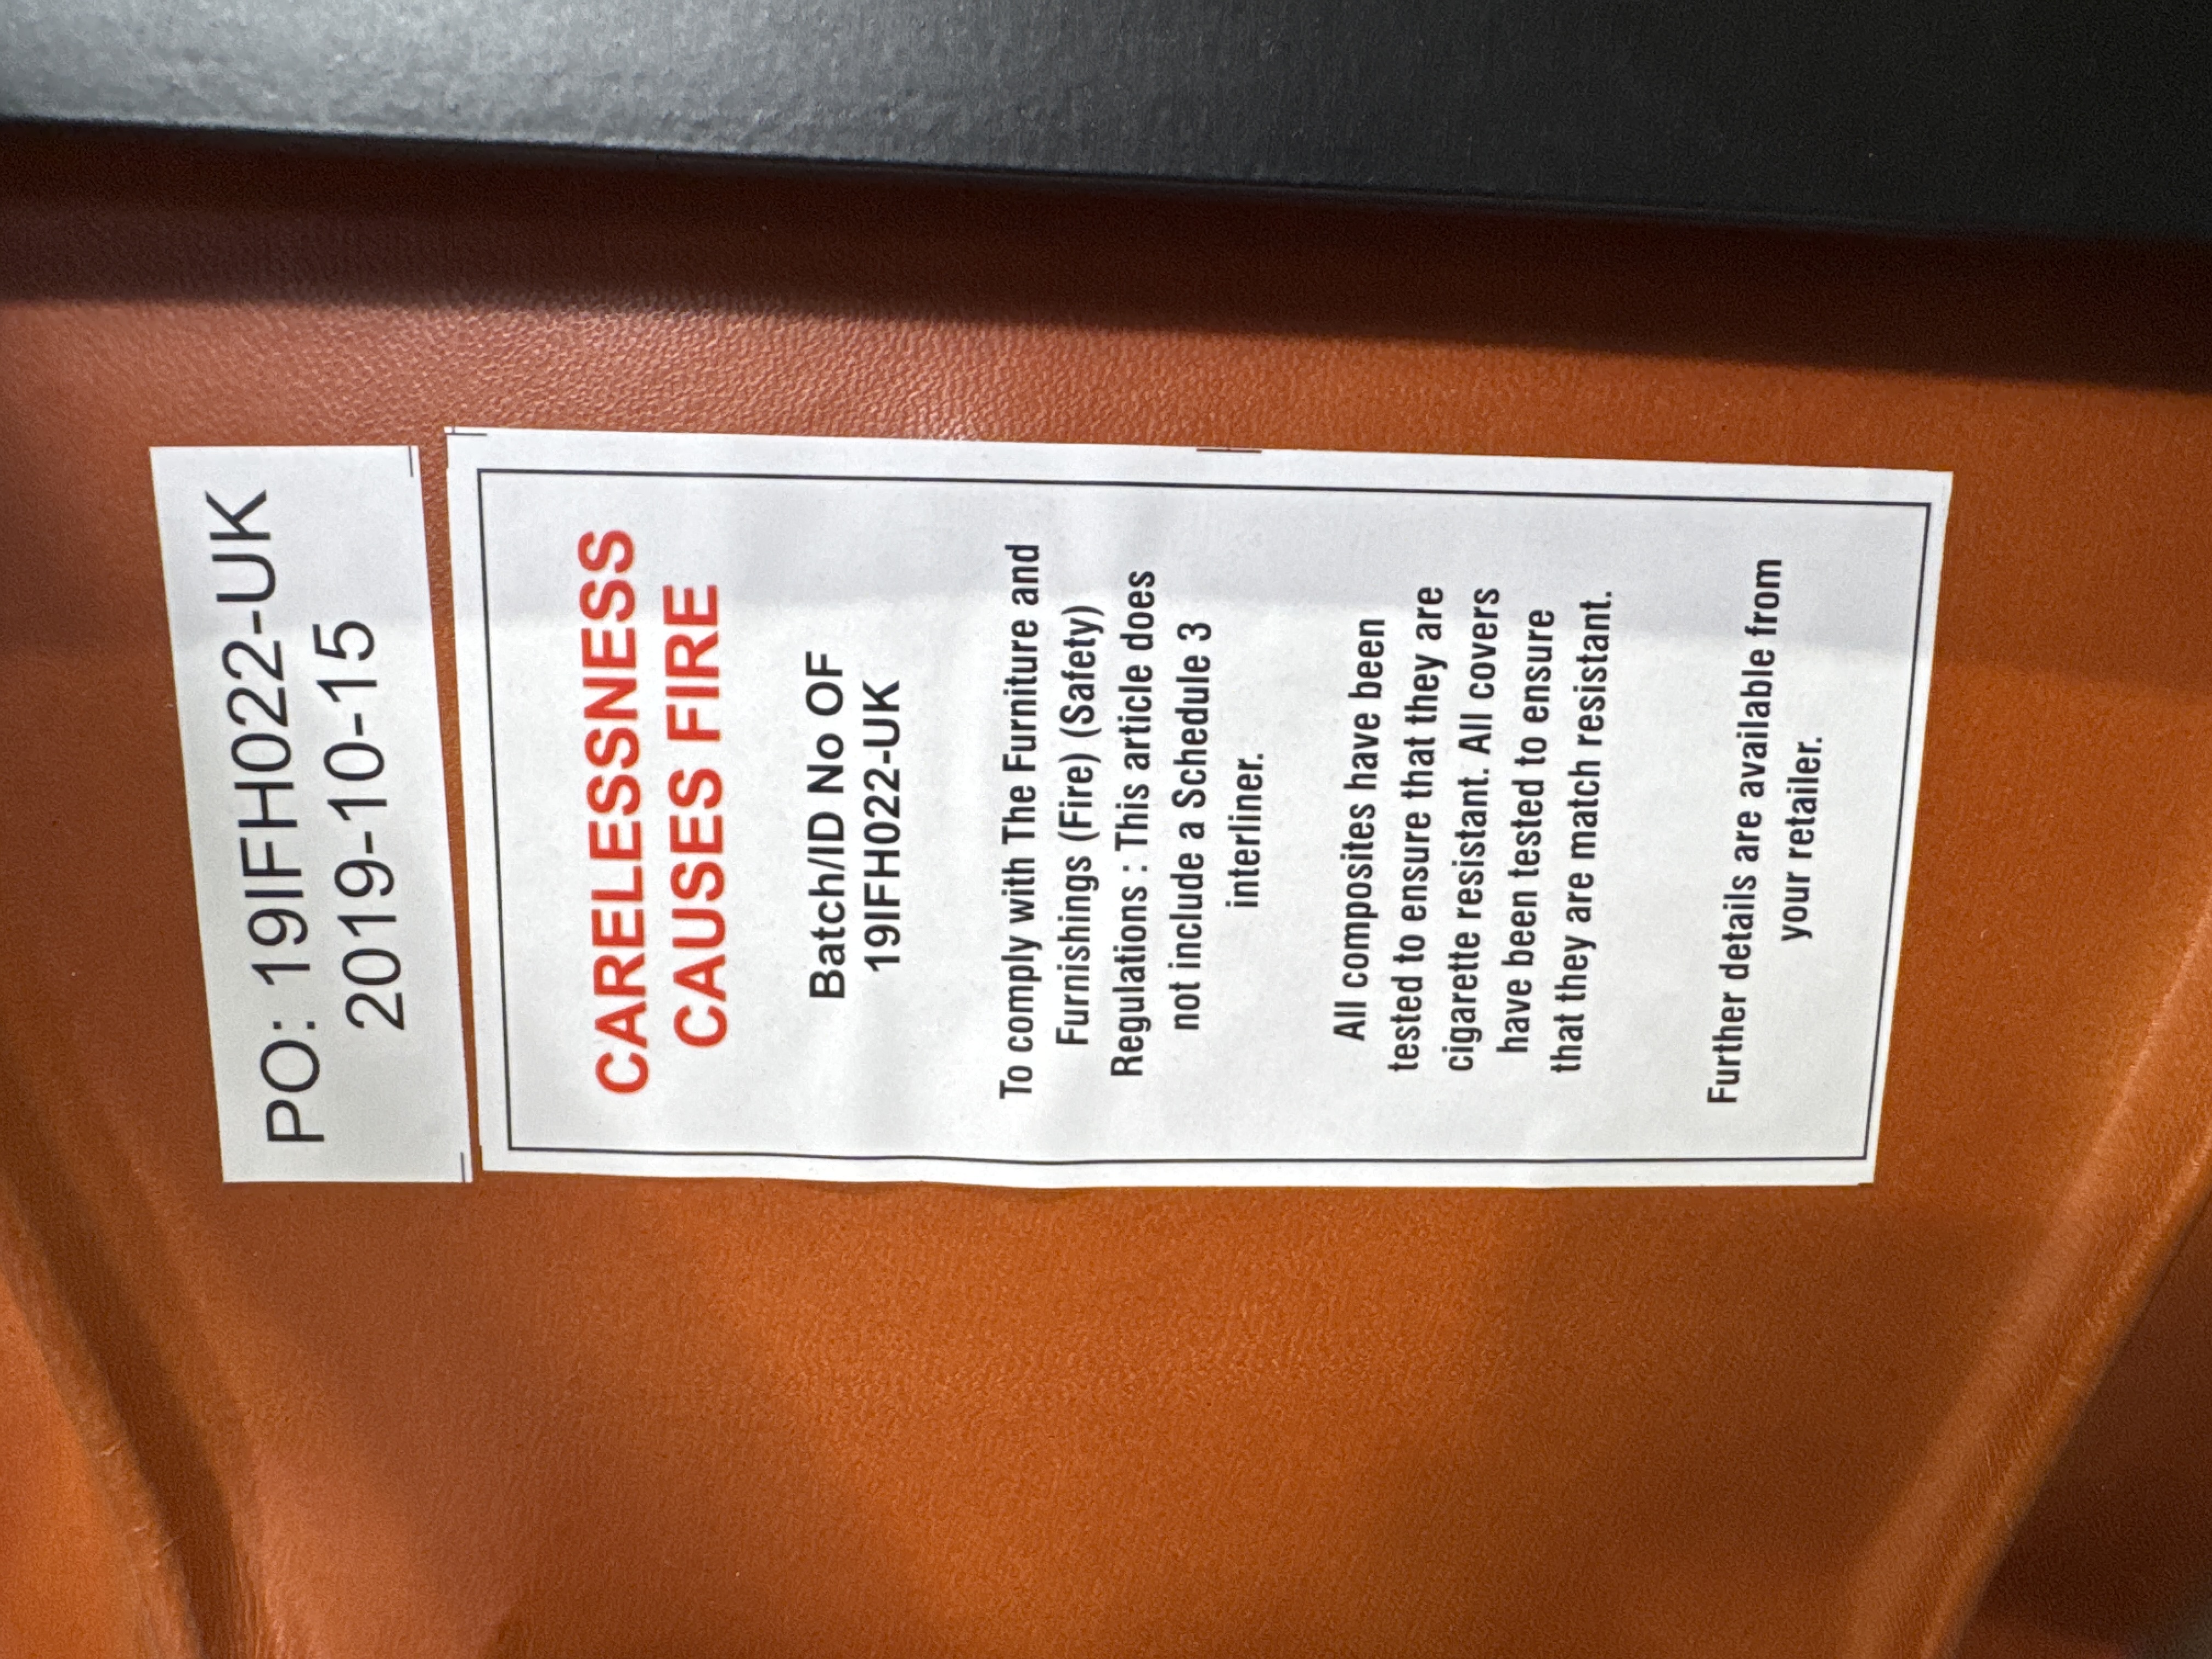 PO: 19IFH022-UK
2019-10-15
CARELESSNESS
CAUSES FIRE
Batch/ID No OF
19IFH022-UK
To comply with The Furniture and
Furnishings (Fire) (Safety)
Regulations : This article does
not include a Schedule 3
interliner.
All composites have been
tested to ensure that they are
cigarette resistant. All covers
have been tested to ensure
that they are match resistant.
Further details are available from
your retailer.